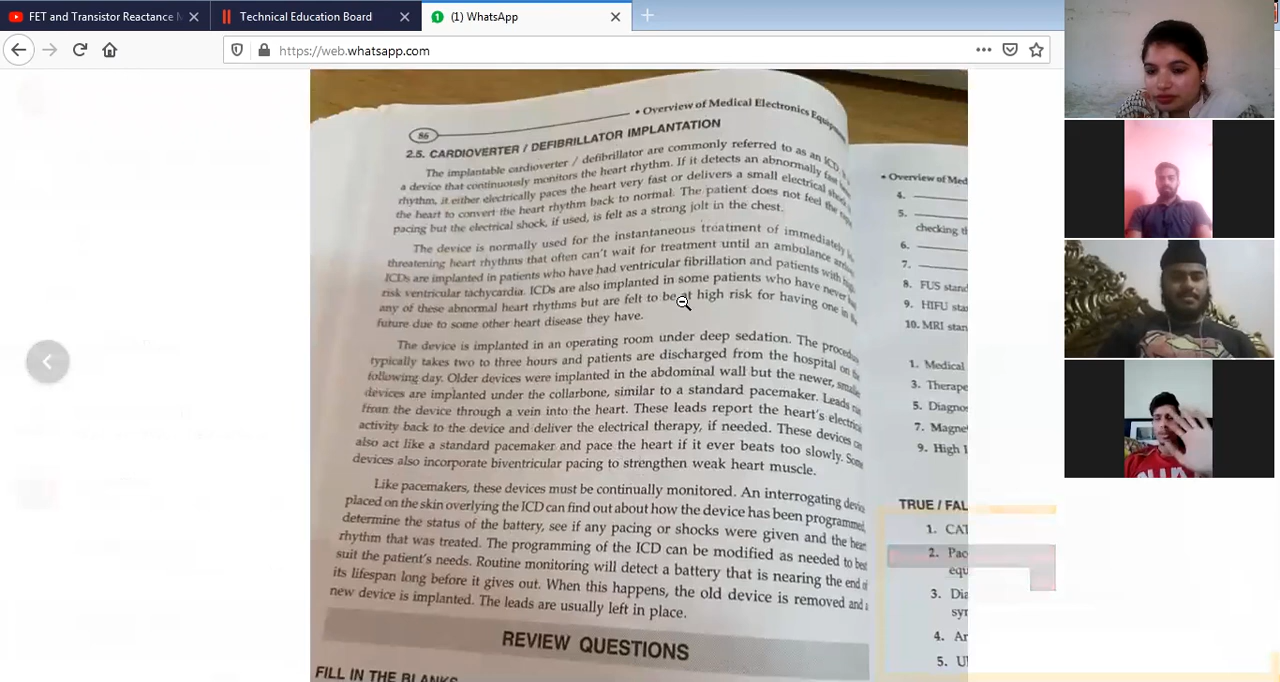 FET and Transistor Reactance
Technical Education Board
(1) WhatsApp
https://web.whatsapp.com
86
• Overview of Medical Electronics
2.5. CARDIOVERTER / DEFIBRILLATOR IMPLANTATION
The implantable cardioverter / defibrillator are commonly referred to as an ICD
a device that continuously monitors the heart rhythm. If it detects an abnormally fast
rhythm, it either electrically paces the heart very fast or delivers a small electrical
the heart to convert the heart rhythm back to normal. The patient does not feel the
pacing but the electrical shock, if used, is felt as a strong jolt in the chest.
The device is normally used for the instantaneous treatment of immediately
threatening heart rhythms that often can't wait for treatment until an ambulance
ICDs are implanted in patients who have had ventricular fibrillation and patients with
risk ventricular tachycardia. ICDs are also implanted in some patients who have never
any of these abnormal heart rhythms but are felt to be at high risk for having one in
future due to some other heart disease they have.
The device is implanted in an operating room under deep sedation. The
typically takes two to three hours and patients are discharged from the hospital on
following day. Older devices were implanted in the abdominal wall but the newer,
devices are implanted under the collarbone, similar to a standard pacemaker. Leads
from the device through a vein into the heart. These leads report the heart's
activity back to the device and deliver the electrical therapy, if needed. These devices
also act like a standard pacemaker and pace the heart if it ever beats too slowly. Some
devices also incorporate biventricular pacing to strengthen weak heart muscle.
Like pacemakers, these devices must be continually monitored. An interrogating
placed on the skin overlying the ICD can find out about how the device has been programmed,
determine the status of the battery, see if any pacing or shocks were given and the heart
rhythm that was treated. The programming of the ICD can be modified as needed to best
suit the patient's needs. Routine monitoring will detect a battery that is nearing the end of
its lifespan long before it gives out. When this happens, the old device is removed and a
new device is implanted. The leads are usually left in place.
REVIEW QUESTIONS
FILL IN THE BLANKS
• Overview of Med
4.
5.
checking
6.
7.
8. FUS stand
9. HIFU sta
10. MRI stan
1. Medical
3. Therape
5. Diagno
7. Magne
9. High
TRUE / FAL
1. CAT
2. Pac
equ
3. Dia
syr
4. Ar
5. Ul